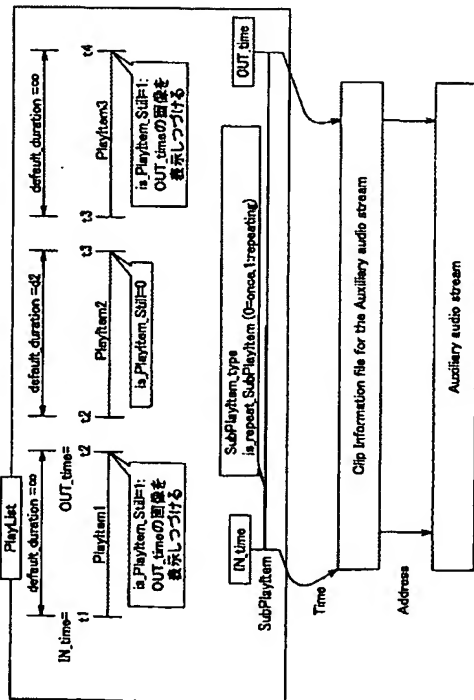 PlayList
default_duration =∞
default_duration =d2
default_duration =∞
IN_time=
OUT_time=
t1
PlayItem1
t2
t2
PlayItem2
t3
t3
PlayItem3
t4
is_PlayItem_Still=1:
OUT_timeの画像を
表示しつづける
is_PlayItem_Still=0
is_PlayItem_Still=1:
OUT_timeの画像を
表示しつづける
SubPlayItem_type
is_repeat_SubPlayItem (0=once,1:repeating)
IN_time
OUT_time
SubPlayItem
Time
Clip Information file for the Auxiliary audio stream
Address
Auxiliary audio stream